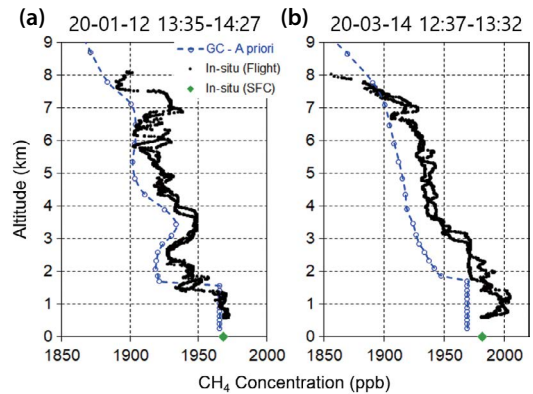 (a) 20-01-12 13:35-14:27
(b) 20-03-14 12:37-13:32
GC - A priori
In-situ (Flight)
In-situ (SFC)
Altitude (km)
9
8
7
6
5
4
3
2
1
0
1850 1900 1950 2000
9
8
7
6
5
4
3
2
1
0
1850 1900 1950 2000
CH₄ Concentration (ppb)